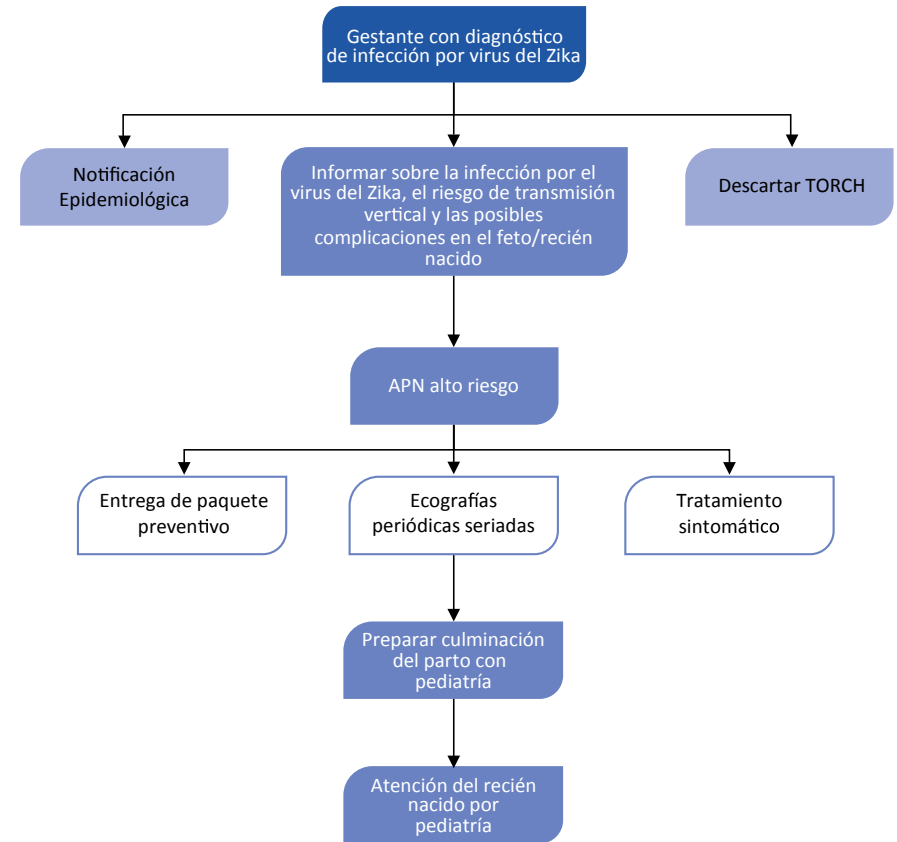 Gestante con diagnóstico
de infección por virus del Zika
Notificación
Epidemiológica
Informar sobre la infección por el
virus del Zika, el riesgo de transmisión
vertical y las posibles
complicaciones en el feto/recién
nacido
Descartar TORCH
APN alto riesgo
Entrega de paquete
preventivo
Ecografías
periódicas seriadas
Tratamiento
sintomático
Preparar culminación
del parto con
pediatría
Atención del recién
nacido por
pediatría